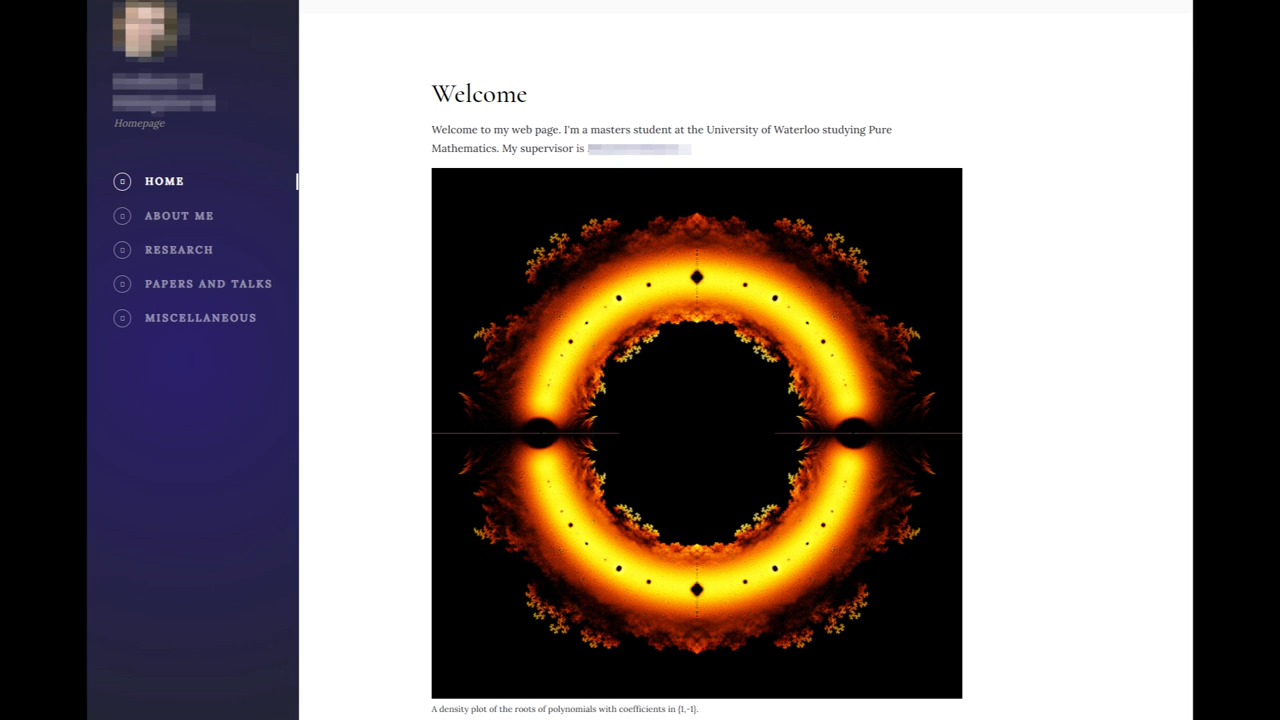 Homepage
HOME
ABOUT ME
RESEARCH
PAPERS AND TALKS
MISCELLANEOUS
Welcome
Welcome to my web page. I'm a masters student at the University of Waterloo studying Pure
Mathematics. My supervisor is
A density plot of the roots of polynomials with coefficients in {1,-1}.